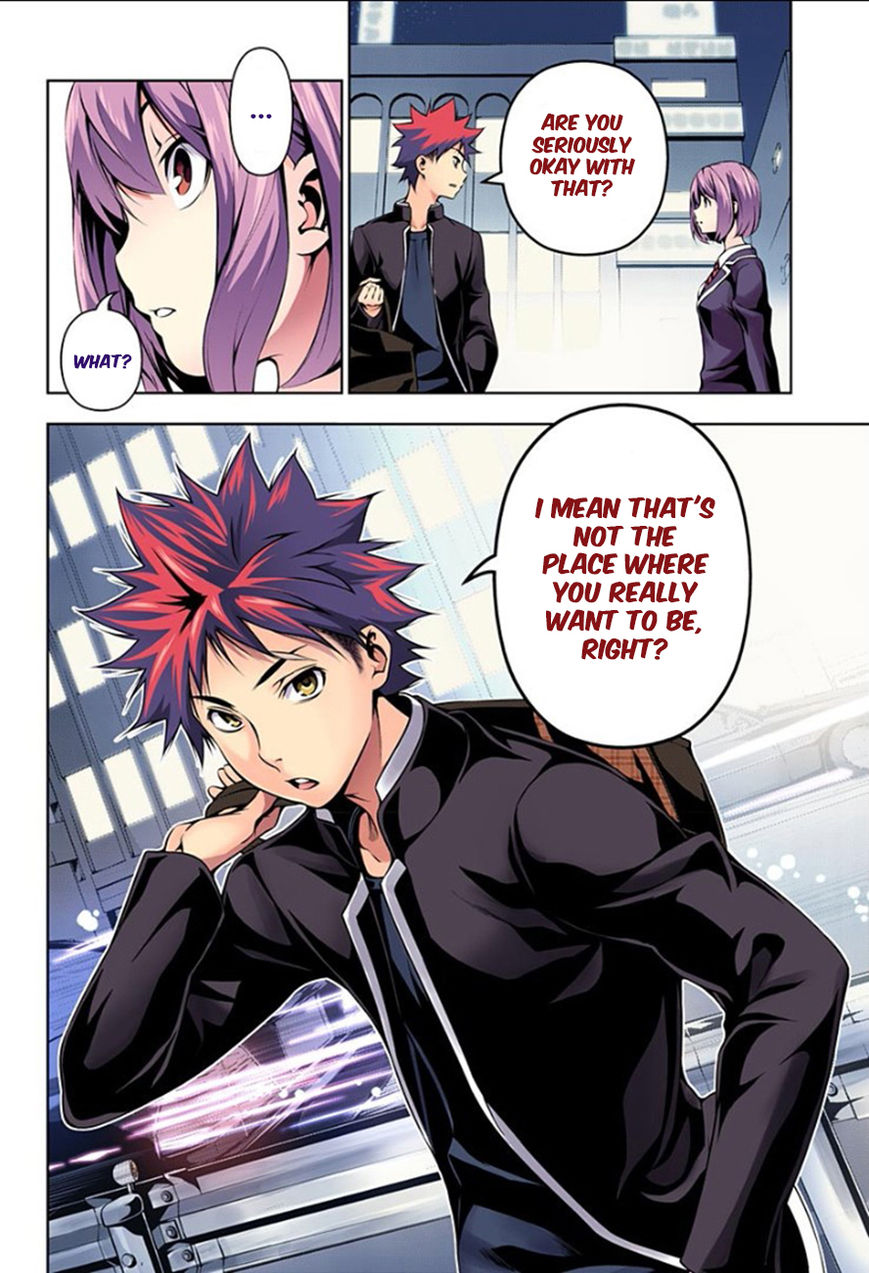 ARE YOU
SERIOUSLY
OKAY WITH
THAT?
...
WHAT?
I MEAN THAT'S
NOT THE
PLACE WHERE
YOU REALLY
WANT TO BE,
RIGHT?